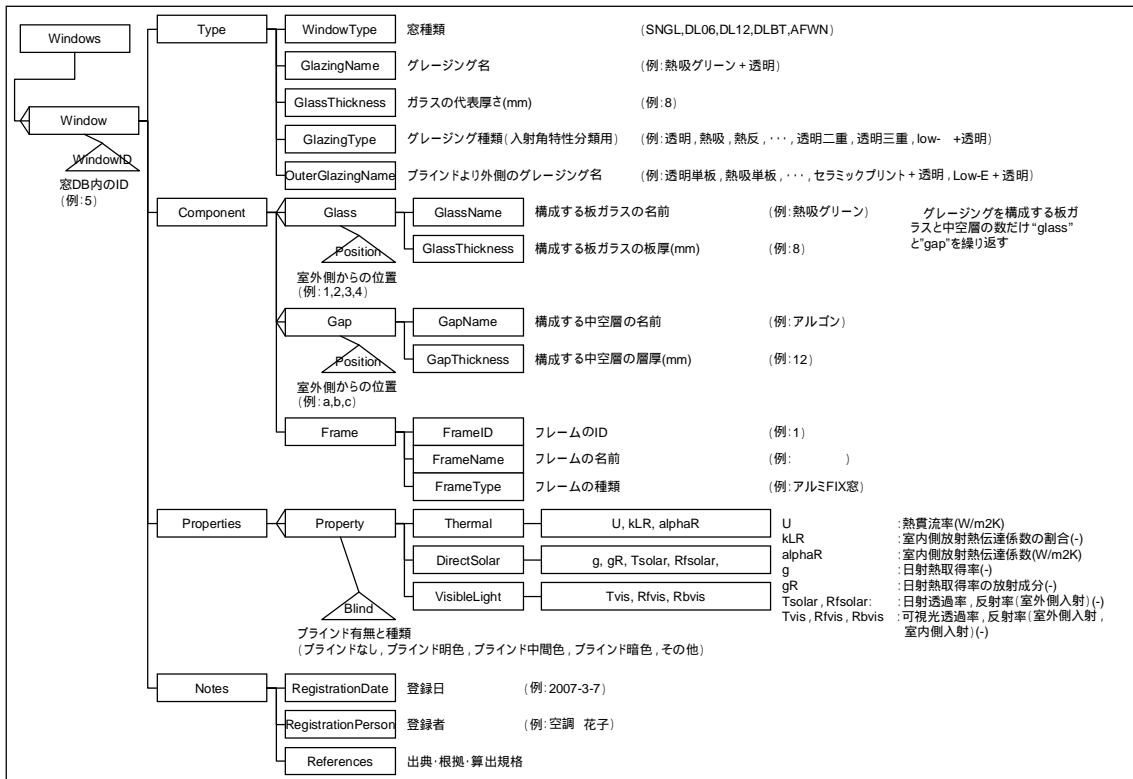 Windows
Type
WindowType 窓種類 (SNGL,DL06,DL12,DLBT,AFWN)
GlazingName グレージング名 (例:熱吸グリーン+透明)
GlassThickness ガラスの代表厚さ(mm) (例:8)
Window
GlazingType グレージング種類(入射角特性分類用) (例:透明,熱吸,熱反,・・・,透明二重,透明三重,low- +透明)
WindowID
窓DB内のID
(例:5)
OuterGlazingName ブラインドより外側のグレージング名 (例:透明単板,熱吸単板,・・・,セラミックプリント+透明,Low-E+透明)
Component
Glass
GlassName 構成する板ガラスの名前 (例:熱吸グリーン)
グレージングを構成する板ガ
ラスと中空層の数だけ“glass”
と”gap”を繰り返す
Position
GlassThickness 構成する板ガラスの板厚(mm) (例:8)
室外側からの位置
(例:1,2,3,4)
Gap
GapName 構成する中空層の名前 (例:アルゴン)
Position
GapThickness 構成する中空層の層厚(mm) (例:12)
室外側からの位置
(例:a,b,c)
Frame
FrameID フレームのID (例:1)
FrameName フレームの名前 (例: )
FrameType フレームの種類 (例:アルミFIX窓)
Properties
Property
Thermal U, kLR, alphaR
DirectSolar g, gR, Tsolar, Rfsolar,
VisibleLight Tvis, Rfvis, Rbvis
U :熱貫流率(W/m2K)
kLR :室内側放射熱伝達係数の割合(-)
alphaR :室内側放射熱伝達係数(W/m2K)
g :日射熱取得率(-)
gR :日射熱取得率の放射成分(-)
Tsolar,Rfsolar: :日射透過率,反射率(室外側入射)(-)
Tvis,Rfvis,Rbvis :可視光透過率,反射率(室外側入射,
室内側入射)(-)
Blind
ブラインド有無と種類
(ブラインドなし,ブラインド明色,ブラインド中間色,ブラインド暗色,その他)
Notes
RegistrationDate 登録日 (例:2007-3-7)
RegistrationPerson 登録者 (例:空調 花子)
References 出典・根拠・算出規格